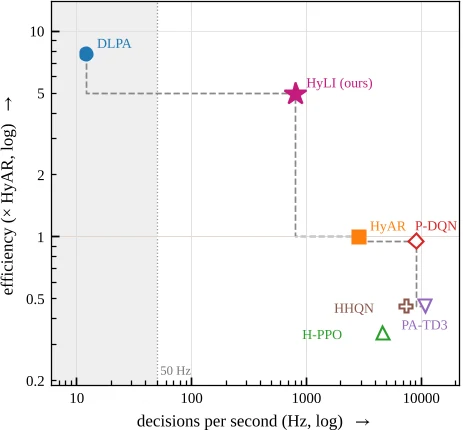 10
5
2
1
0.5
0.2
efficiency (× HyAR, log) →
DLPA
HyLI (ours)
HyAR
P-DQN
HHQN
PA-TD3
H-PPO
50 Hz
10
100
1000
10000
decisions per second (Hz, log) →